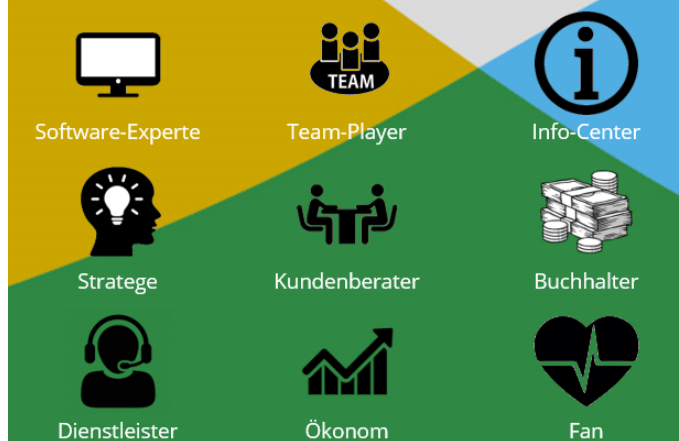 TEAM
Software-Experte Team-Player Info-Center
Stratege Kundenberater Buchhalter
Dienstleister Ökonom Fan